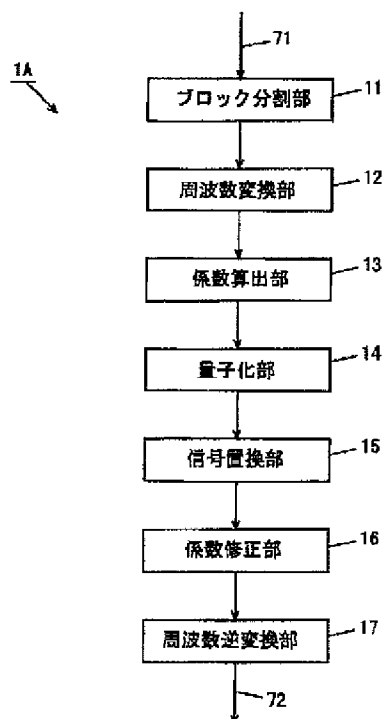 71
1A
ブロック分割部
11
周波数変換部
12
係数算出部
13
量子化部
14
信号置換部
15
係数修正部
16
周波数逆変換部
17
72